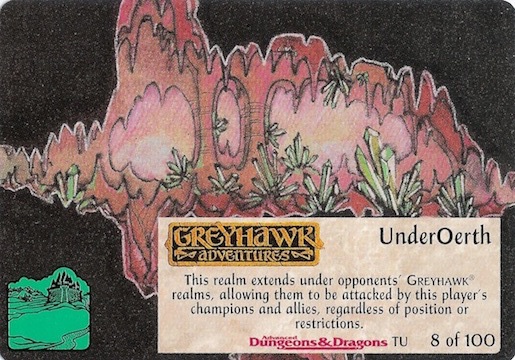 GREYHAWK
ADVENTURES
UnderOerth
This realm extends under opponents' GREYHAWK®
realms, allowing them to be attacked by this player's
champions and allies, regardless of position or
restrictions.
Advanced
Dungeons & Dragons TU 8 of 100